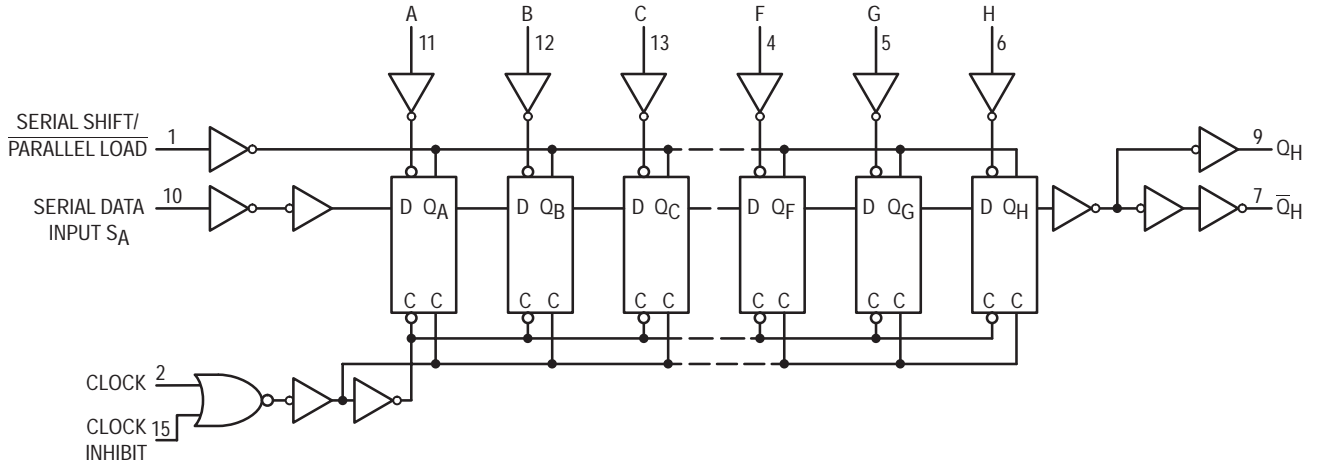 A B C F G H
11 12 13 4 5 6
SERIAL SHIFT/
PARALLEL LOAD 1
9 QH
SERIAL DATA
INPUT SA 10
7 Q̅H
D QA D QB D QC D QF D QG D QH
C C C C C C C C C C C C
CLOCK 2
CLOCK
INHIBIT 15